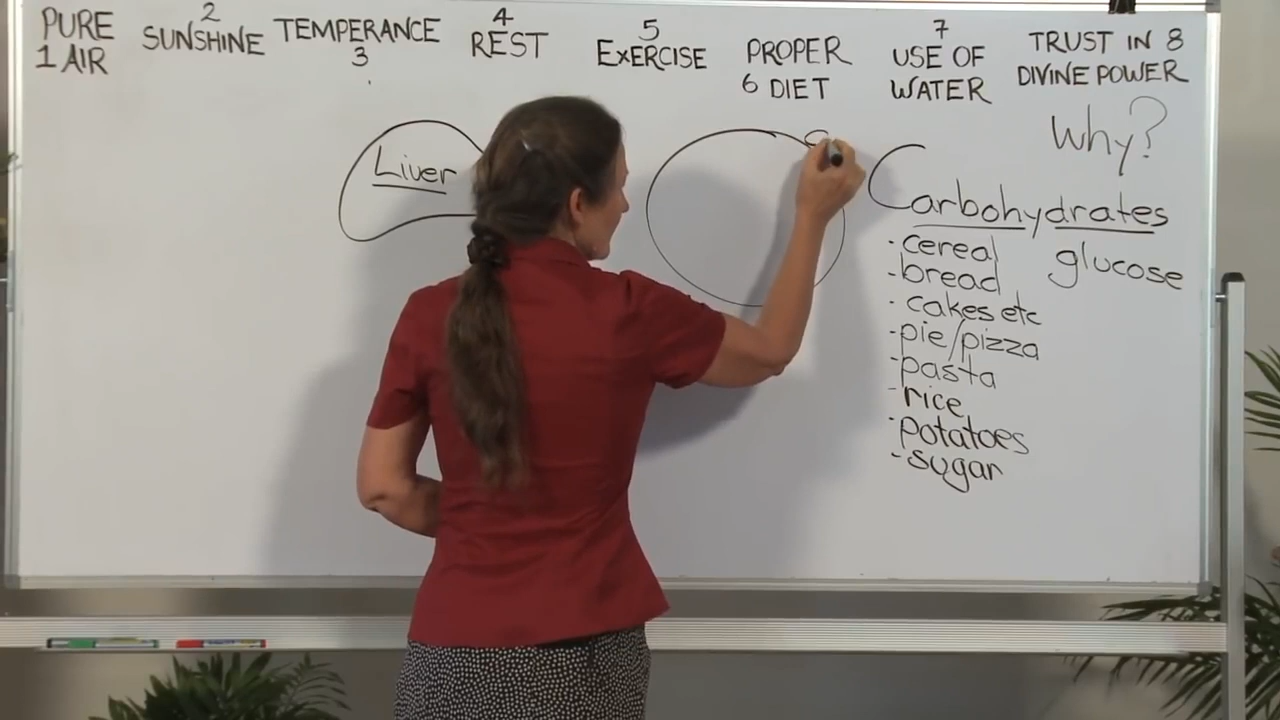 PURE
1 AIR
2
SUNSHINE
TEMPERANCE
3
4
REST
5
EXERCISE
PROPER
6 DIET
7
USE OF
WATER
TRUST IN 8
DIVINE POWER
Why?
Liver
Carbohydrates
glucose
·cereal
-bread
· cakes etc
-pie/pizza
-pasta
-rice
·potatoes
-sugar